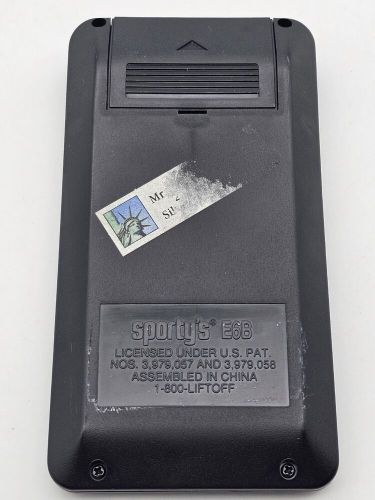 Mr
sporty's® E6B
LICENSED UNDER U.S. PAT.
NOS. 3,979,057 AND 3,979,058
ASSEMBLED IN CHINA
1-800-LIFTOFF